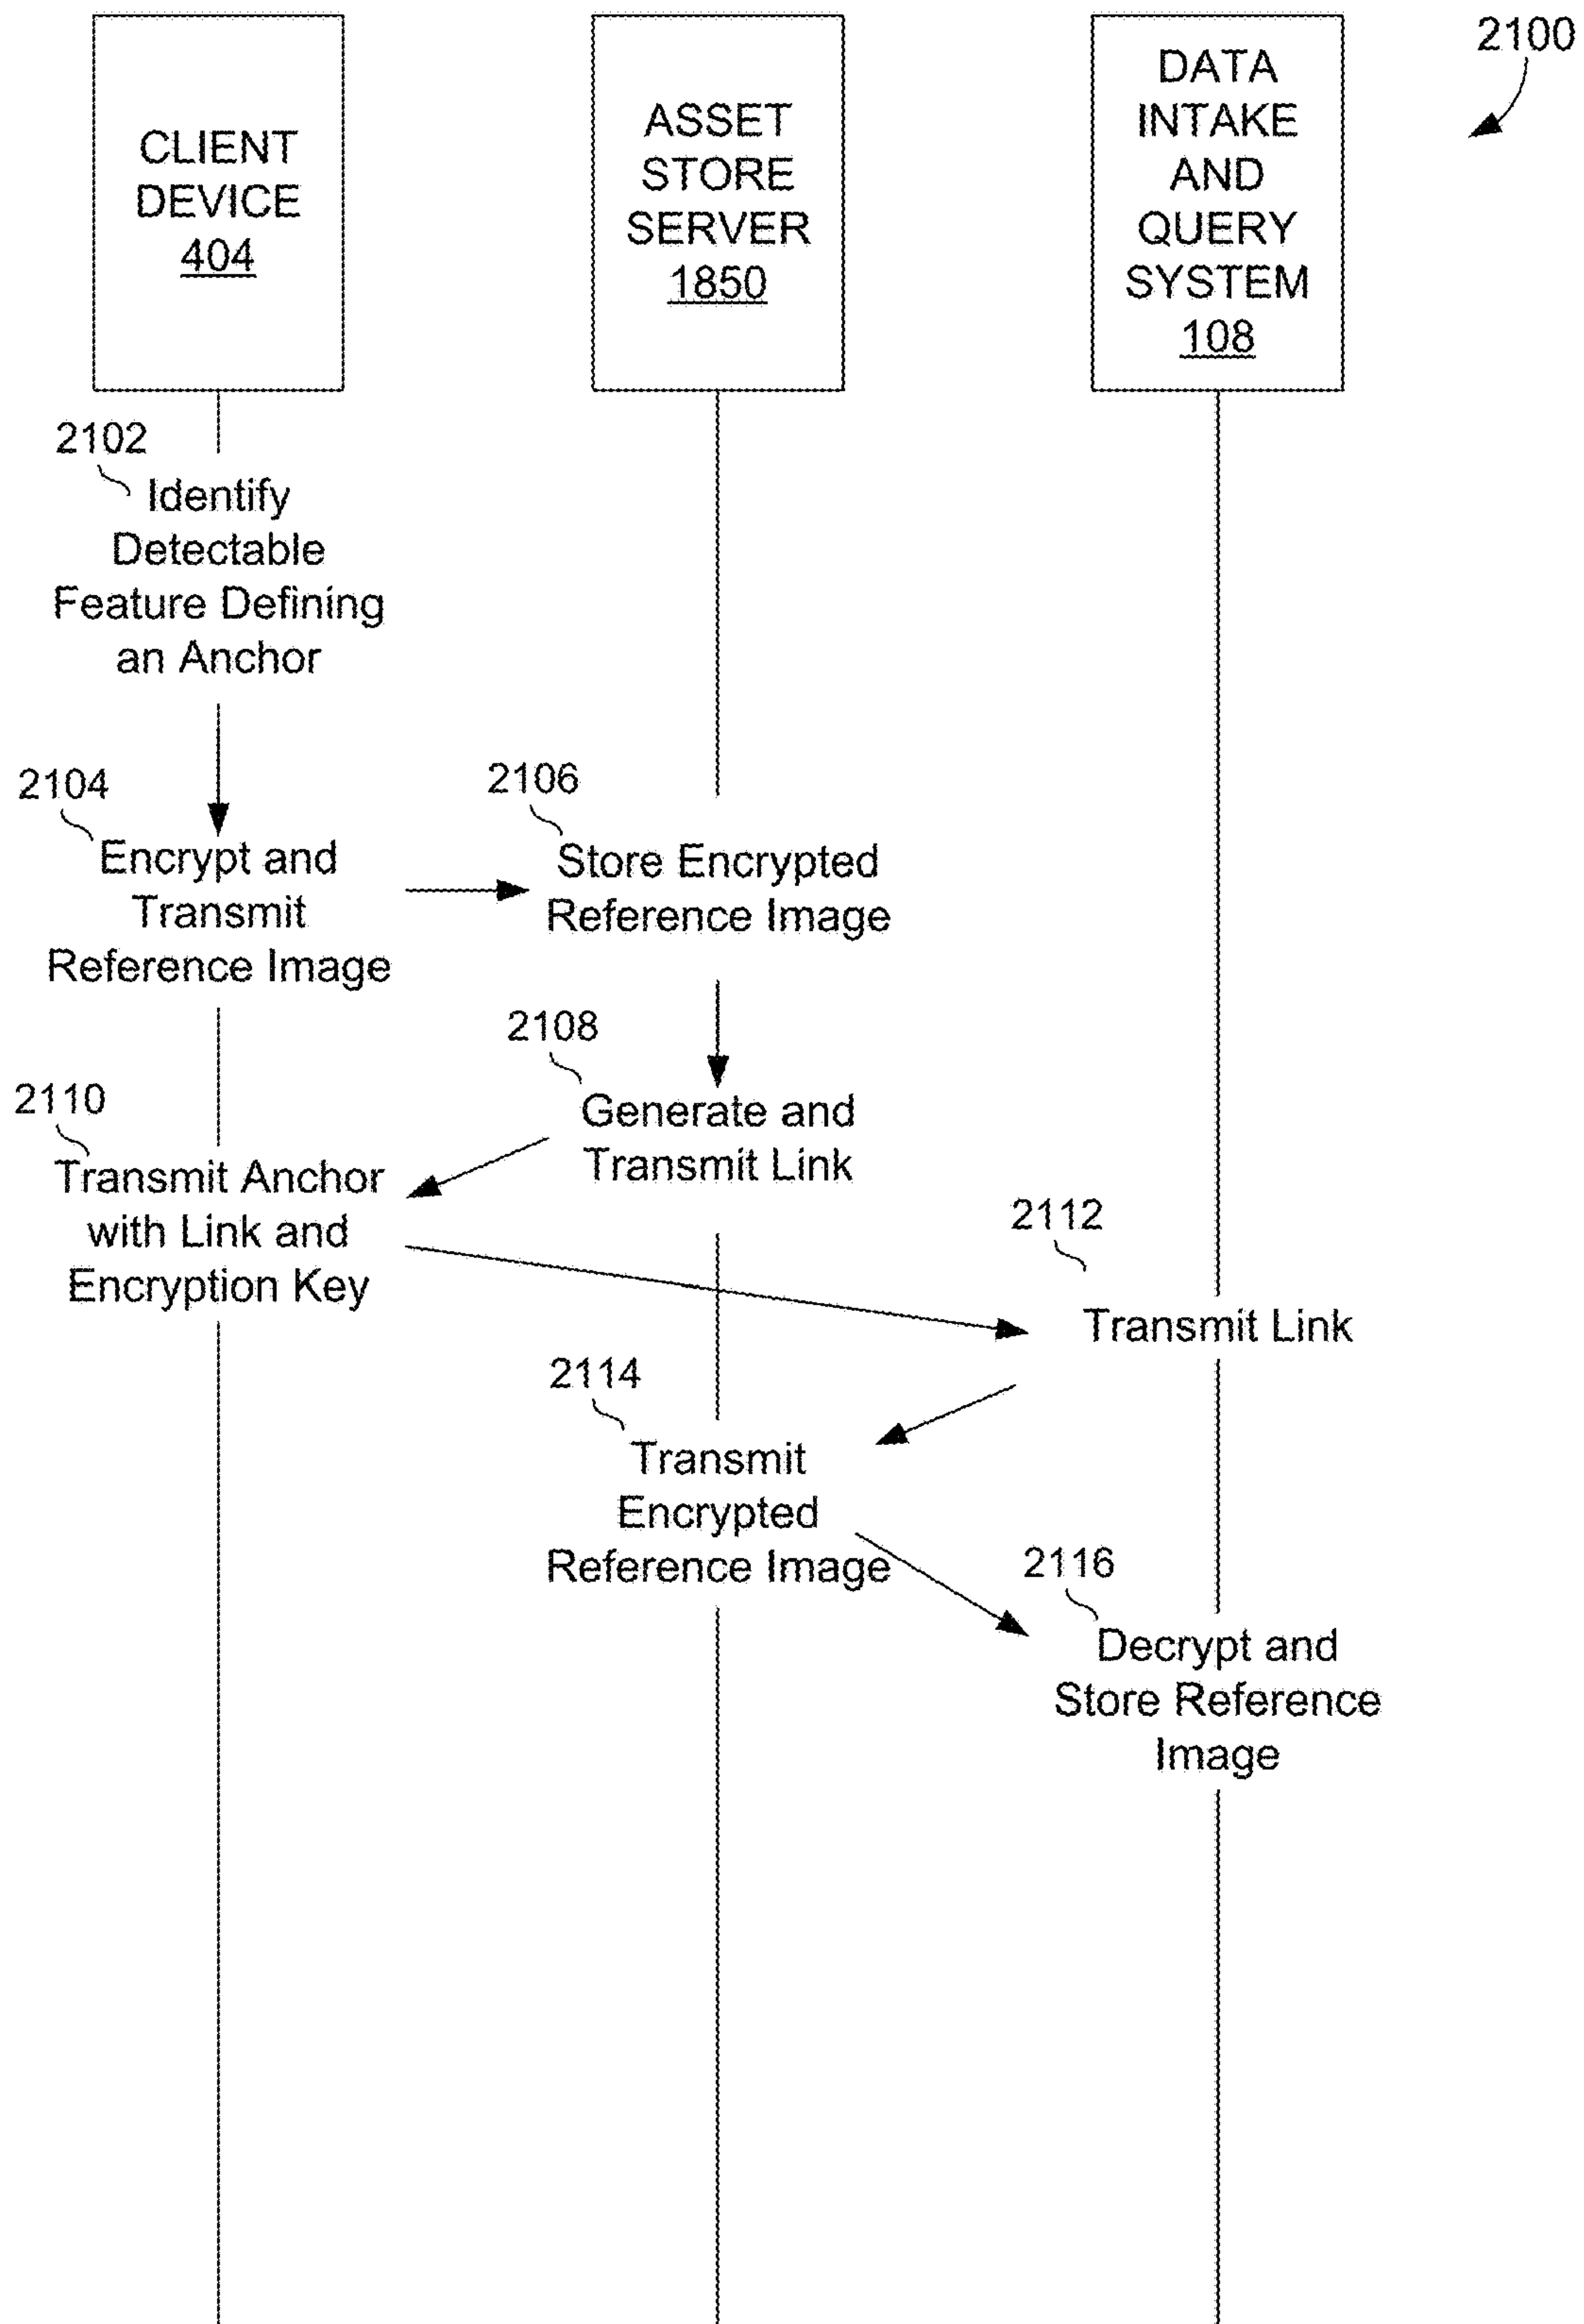 2100
CLIENT
DEVICE
404
ASSET
STORE
SERVER
1850
DATA
INTAKE
AND
QUERY
SYSTEM
108
2102
Identify
Detectable
Feature Defining
an Anchor
2104
Encrypt and
Transmit
Reference Image
2106
Store Encrypted
Reference Image
2108
Generate and
Transmit Link
2110
Transmit Anchor
with Link and
Encryption Key
2112
Transmit Link
2114
Transmit
Encrypted
Reference Image
2116
Decrypt and
Store Reference
Image